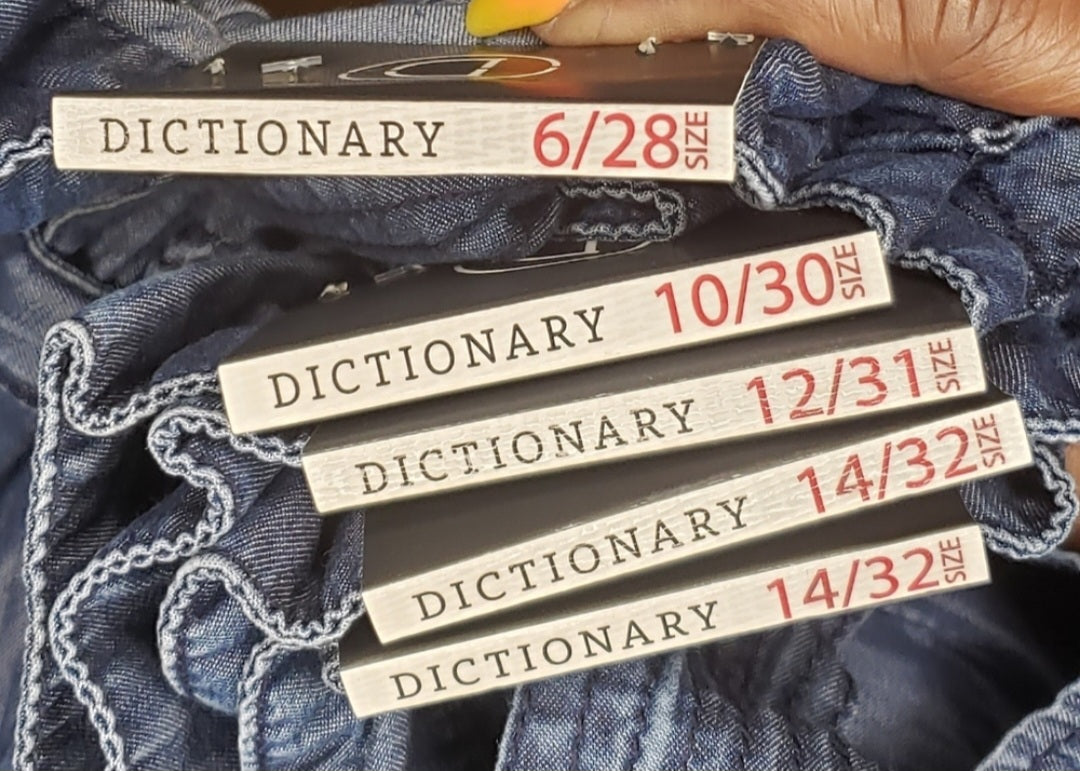 DICTIONARY 6/28 SIZE
DICTIONARY 10/30 SIZE
DICTIONARY 12/31 SIZE
DICTIONARY 14/32 SIZE
DICTIONARY 14/32 SIZE